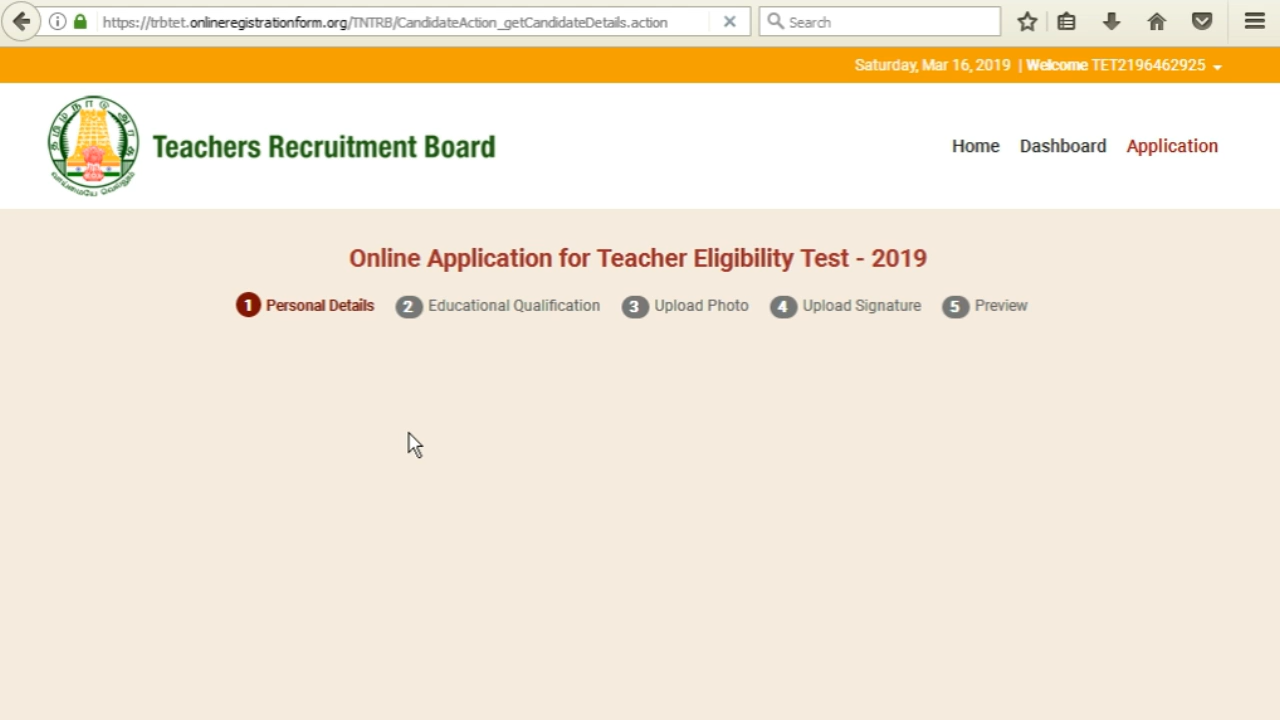 https://trbtet.onlineregistrationform.org/TNTRB/CandidateAction_getCandidateDetails.action
Search
Saturday, Mar 16, 2019 | Welcome TET2196462925
Teachers Recruitment Board
Home Dashboard Application
Online Application for Teacher Eligibility Test - 2019
1 Personal Details 2 Educational Qualification 3 Upload Photo 4 Upload Signature 5 Preview